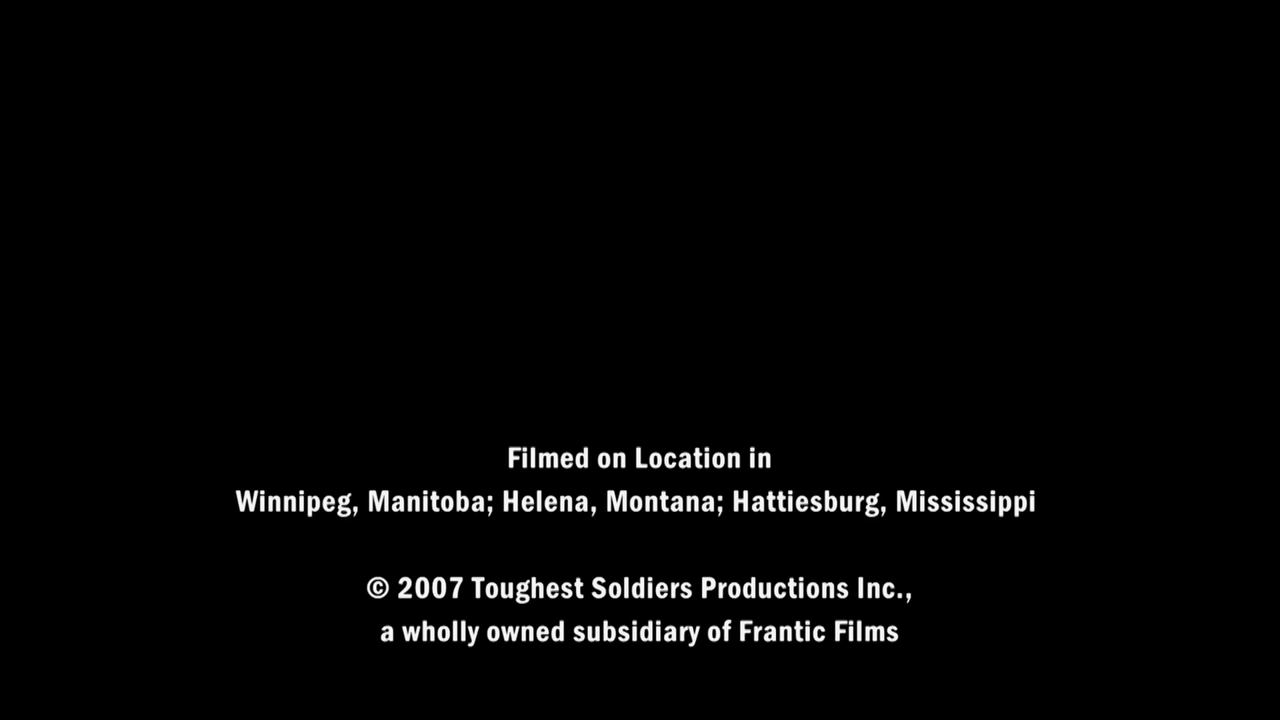 Filmed on Location in
Winnipeg, Manitoba; Helena, Montana; Hattiesburg, Mississippi
© 2007 Toughest Soldiers Productions Inc.,
a wholly owned subsidiary of Frantic Films